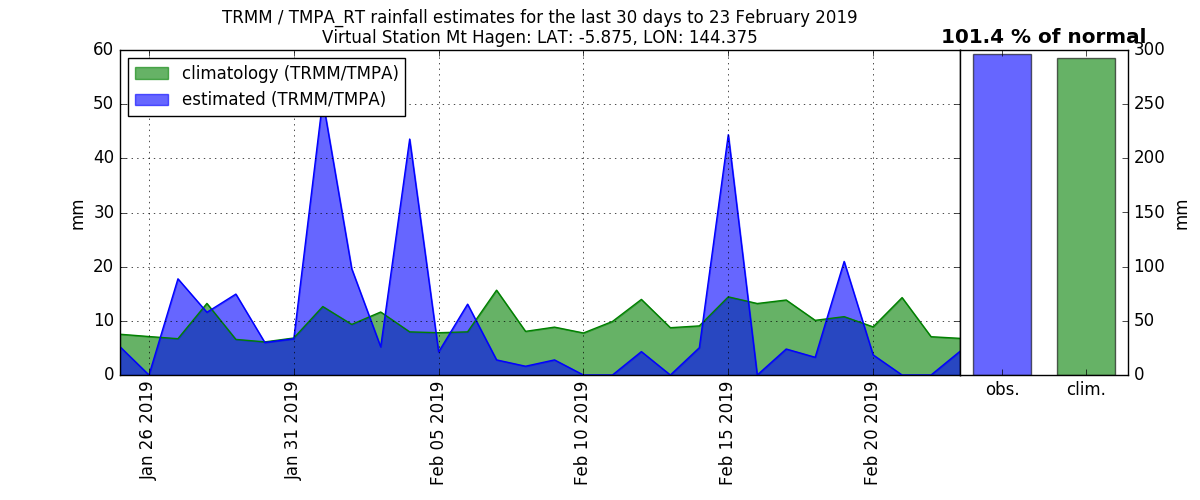 TRMM / TMPA_RT rainfall estimates for the last 30 days to 23 February 2019
Virtual Station Mt Hagen: LAT: -5.875, LON: 144.375
101.4 % of normal
climatology (TRMM/TMPA)
estimated (TRMM/TMPA)
60
50
40
30
20
10
0
mm
300
250
200
150
100
50
0
mm
Jan 26 2019
Jan 31 2019
Feb 05 2019
Feb 10 2019
Feb 15 2019
Feb 20 2019
obs.
clim.